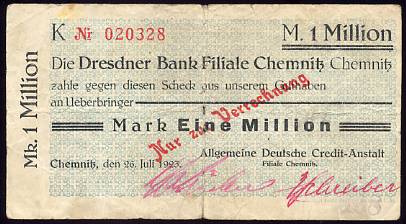 K № 020328
M. 1 Million
Die Dresdner Bank Filiale Chemnitz Chemnitz
zahle gegen diesen Scheck aus unserem Guthaben
an Ueberbringer
Nur zur Verrechnung
Mark Eine Million
Chemnitz, den 26. Juli 1923.
Allgemeine Deutsche Credit-Anstalt
Filiale Chemnitz.
Mk. 1 Million